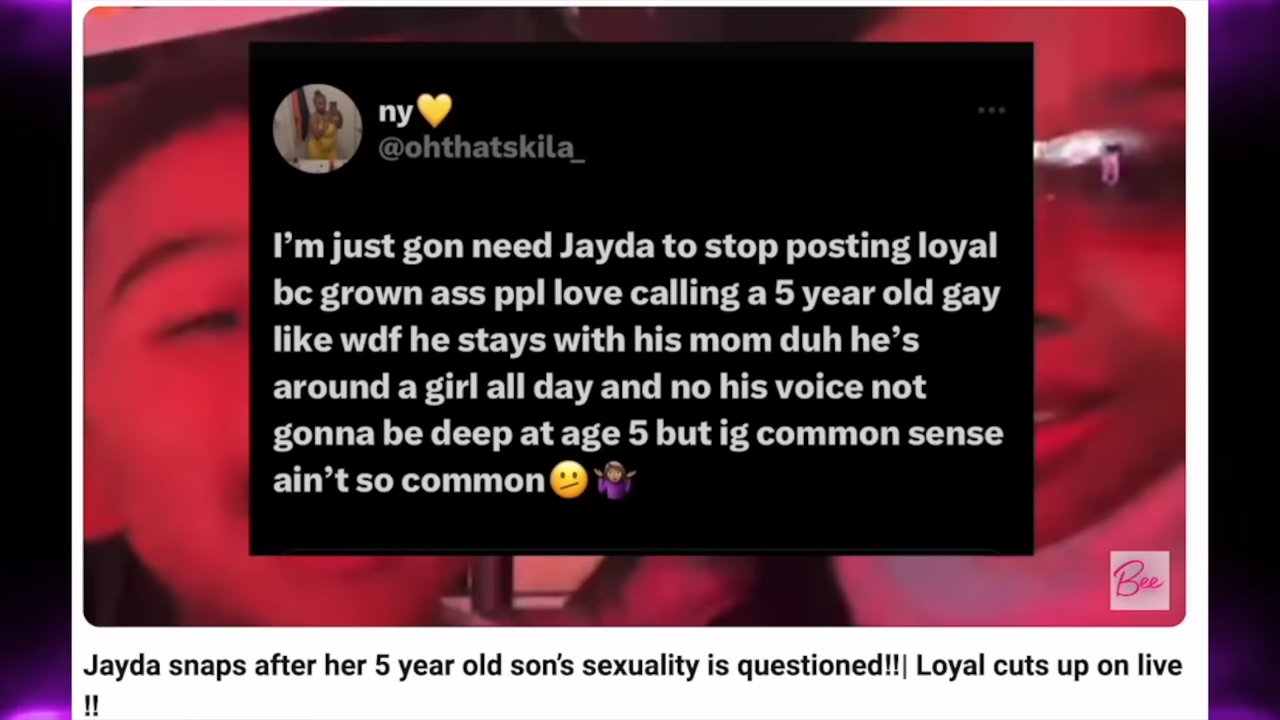 ny💛
@ohthatskila_
I’m just gon need Jayda to stop posting loyal
bc grown ass ppl love calling a 5 year old gay
like wdf he stays with his mom duh he’s
around a girl all day and no his voice not
gonna be deep at age 5 but ig common sense
ain’t so common🫤🤷🏽‍♀️
Bee
Jayda snaps after her 5 year old son’s sexuality is questioned!!| Loyal cuts up on live
!!